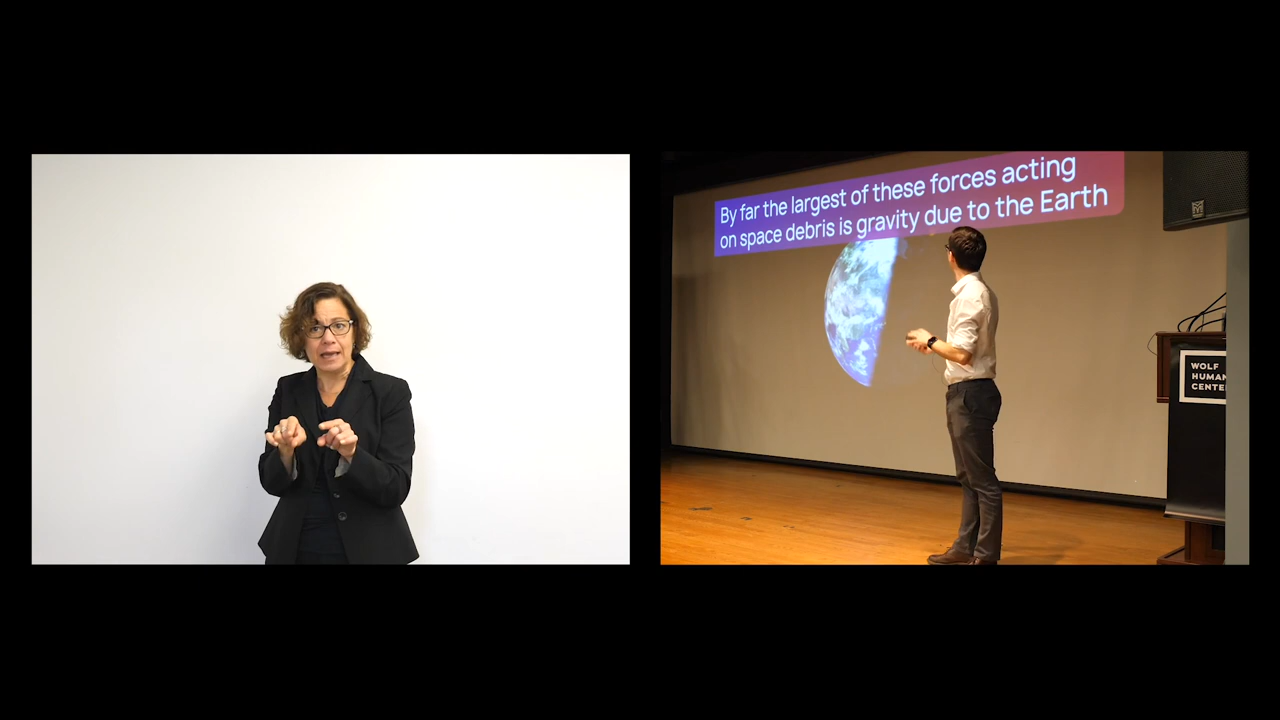 By far the largest of these forces acting
on space debris is gravity due to the Earth
WOLF
HUMAN
CENTE